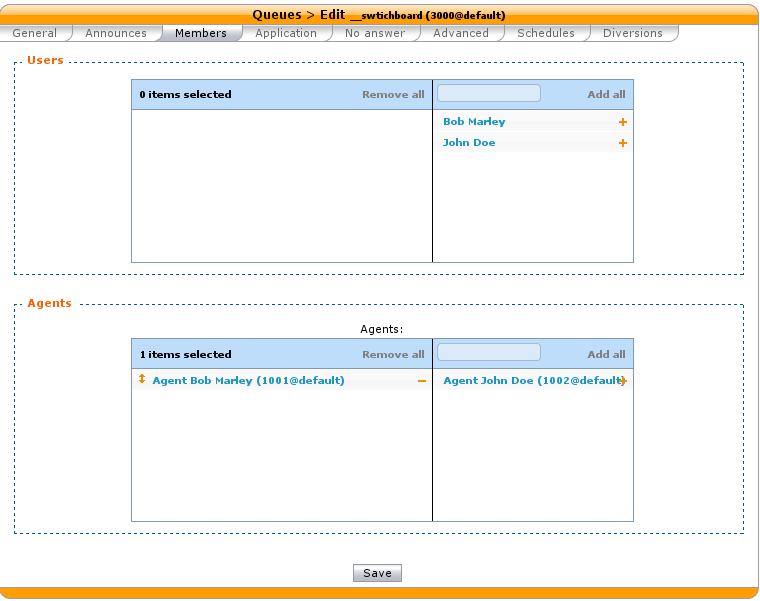 Queues > Edit __swtichboard (3000@default)
General Announces Members Application No answer Advanced Schedules Diversions
Users
0 items selected Remove all Add all
Bob Marley +
John Doe +
Agents
Agents:
1 items selected Remove all Add all
Agent Bob Marley (1001@default) − Agent John Doe (1002@default) +
Save